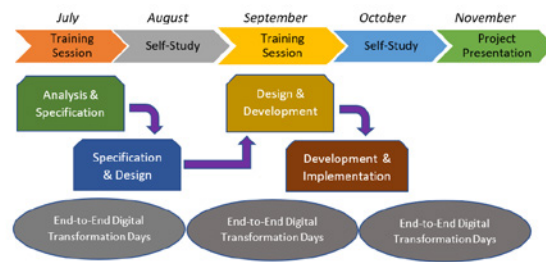 July August September October November
Training
Session
Self-Study
Training
Session
Self-Study
Project
Presentation
Analysis &
Specification
Design &
Development
Specification
& Design
Development &
Implementation
End-to-End Digital
Transformation Days
End-to-End Digital
Transformation Days
End-to-End Digital
Transformation Days